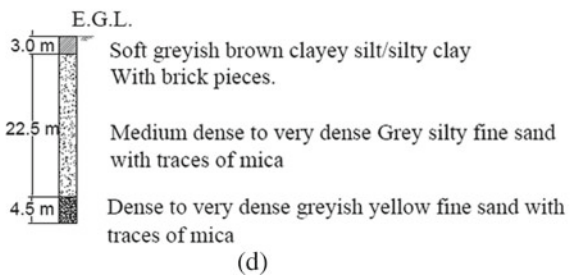 E.G.L.
3.0 m
Soft greyish brown clayey silt/silty clay
With brick pieces.
22.5 m
Medium dense to very dense Grey silty fine sand
with traces of mica
4.5 m
Dense to very dense greyish yellow fine sand with
traces of mica
(d)